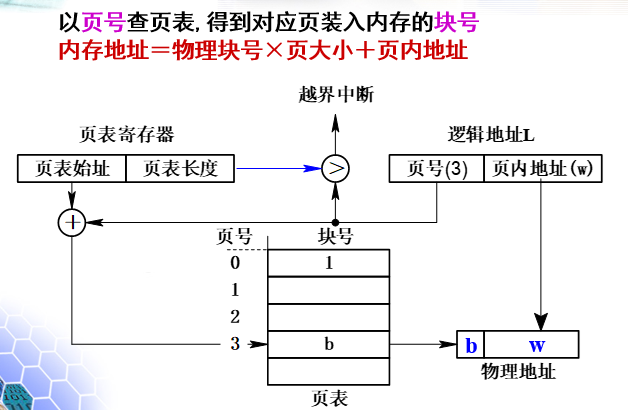 以页号查页表, 得到对应页装入内存的块号
内存地址＝物理块号×页大小＋页内地址
越界中断
页表寄存器
逻辑地址L
页表始址 页表长度
>
页号(3) 页内地址(w)
+
页号 块号
0 1
1
2
3 b
b w
物理地址
页表